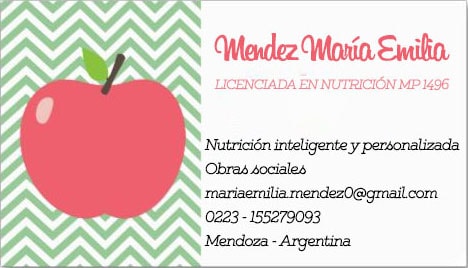 Mendez María Emilia
LICENCIADA EN NUTRICIÓN MP 1496
Nutrición inteligente y personalizada
Obras sociales
mariaemilia.mendez0@gmail.com
0223 - 155279093
Mendoza - Argentina